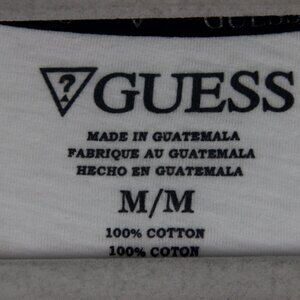 ?
GUESS
MADE IN GUATEMALA
FABRIQUE AU GUATEMALA
HECHO EN GUATEMALA
M/M
100% COTTON
100% COTON